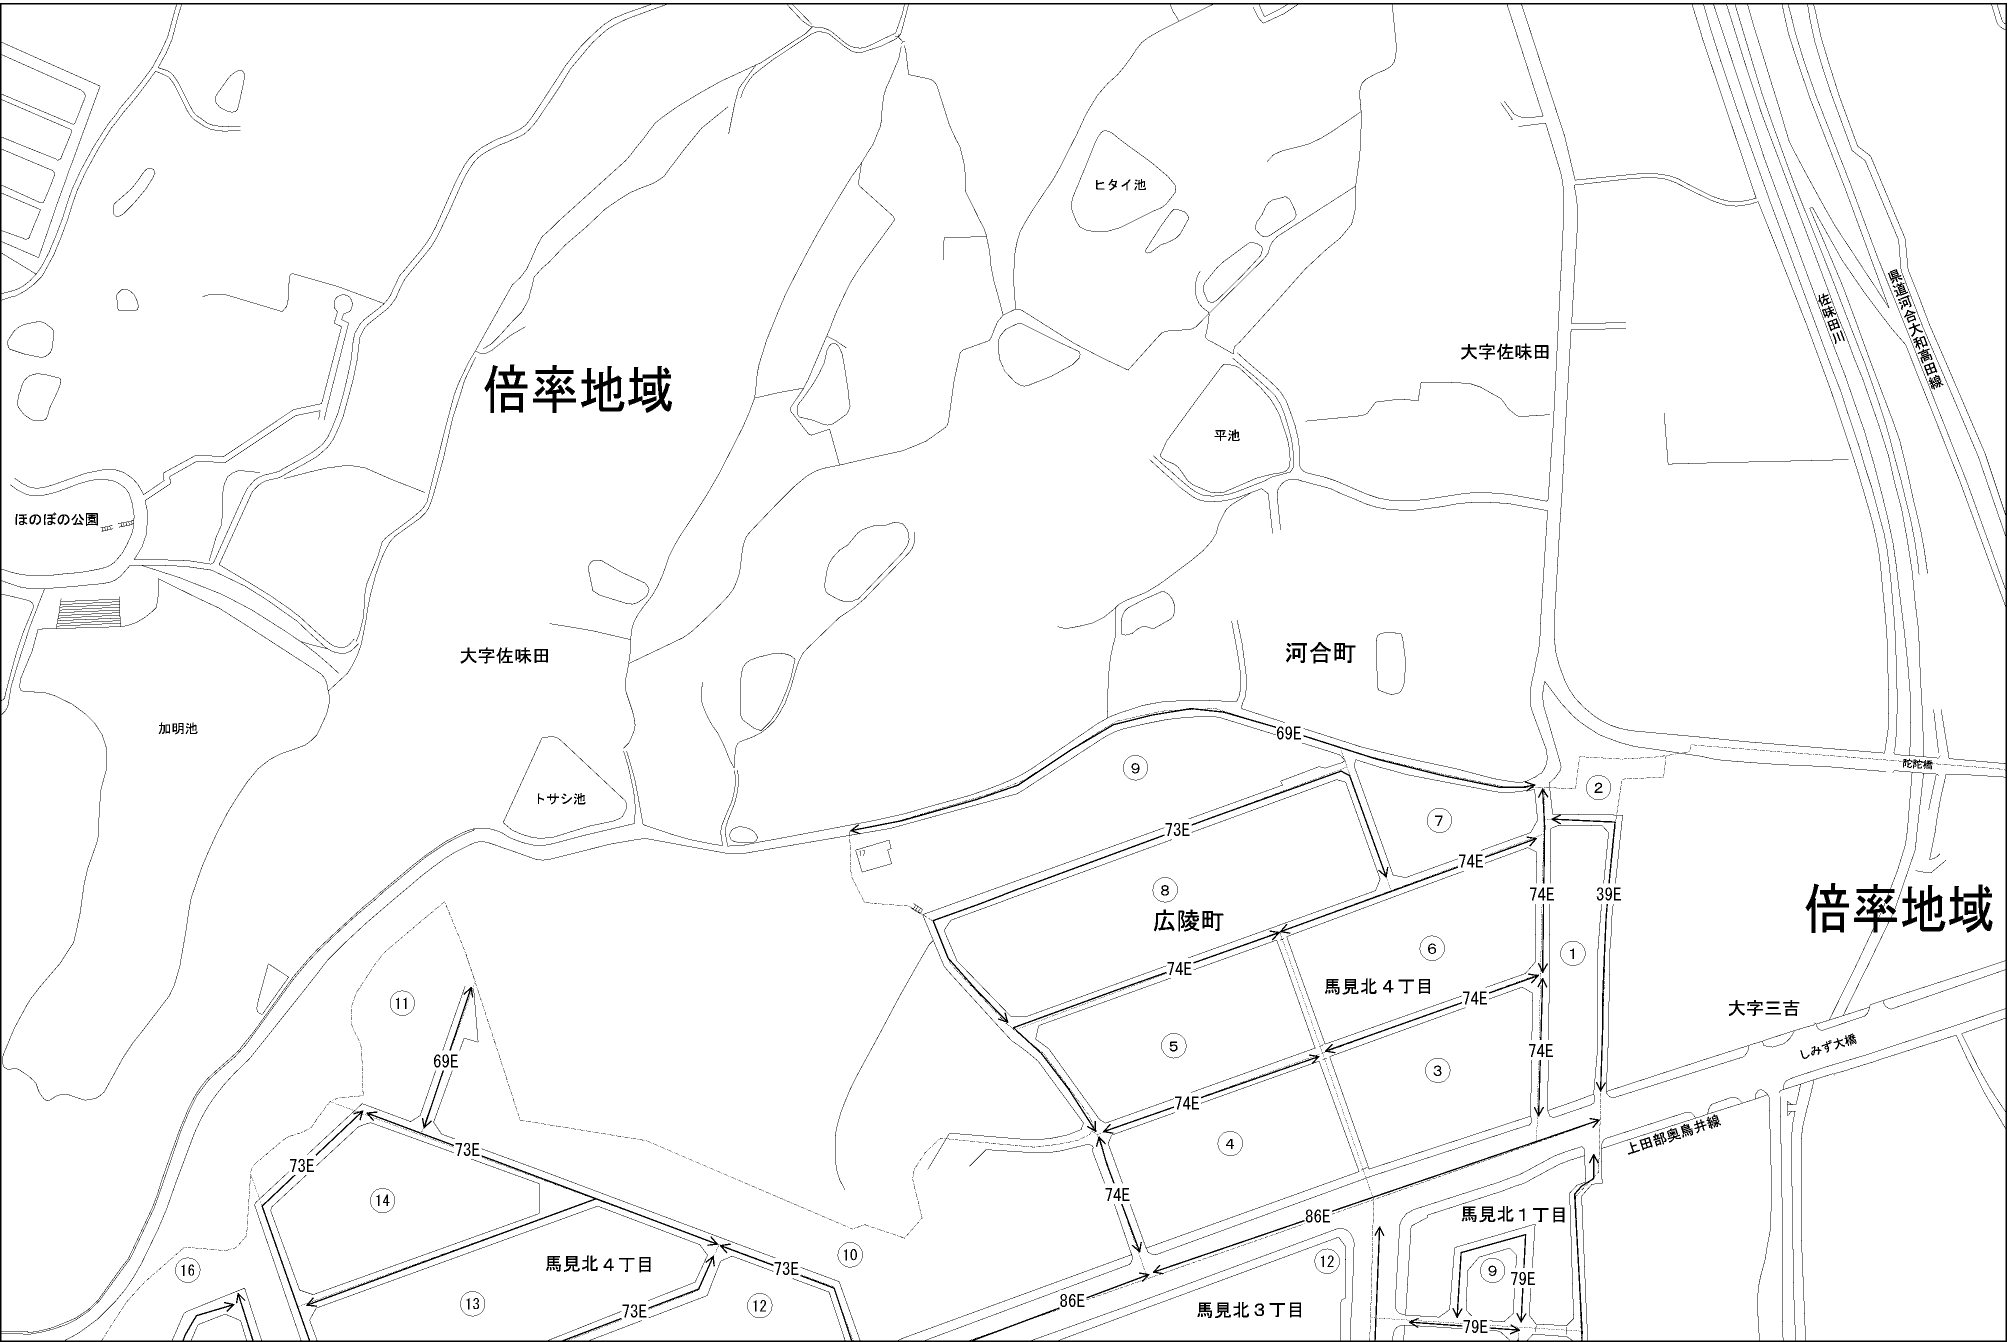 ヒタイ池
県道河合大和高田線
佐味田川
大字佐味田
倍率地域
平池
ほのぼの公園
大字佐味田
河合町
加明池
69E
陀陀橋
⑨
②
トサシ池
73E
⑦
74E
⑧
74E
39E
倍率地域
広陵町
⑥
①
74E
馬見北4丁目
74E
⑪
大字三吉
⑤
74E
しみず大橋
69E
③
74E
上田部奥鳥井線
④
73E
73E
74E
⑭
86E
馬見北1丁目
⑩
馬見北4丁目
73E
⑫
⑯
⑨
79E
86E
⑬
73E
⑫
馬見北3丁目
79E